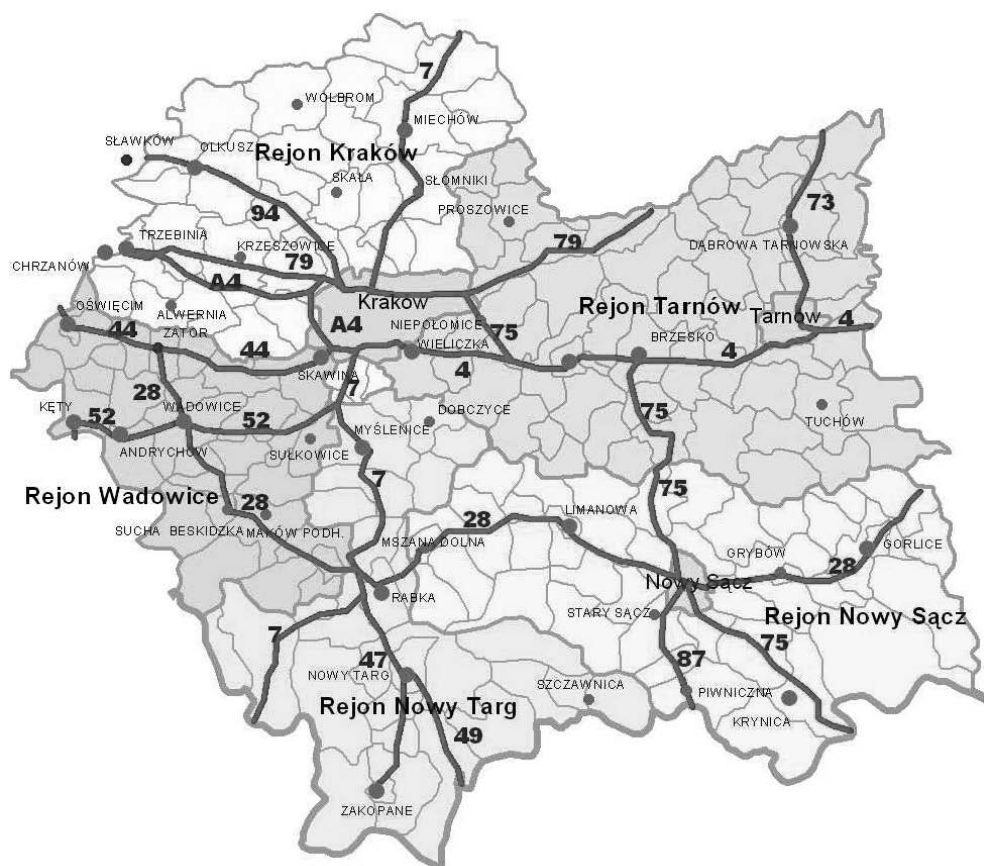 7
WOLBROM
MIECHÓW
SŁAWKÓW
OLKUSZ
Rejon Kraków
SKAŁA
SŁOMNIKI
PROSZOWICE
94
73
TRZEBINIA
KRZESZOWICE
79
79
DĄBROWA TARNOWSKA
CHRZANÓW
A4
Kraków
Rejon Tarnów
Tarnów
OŚWIĘCIM
ALWERNIA
ZATOR
44
44
A4
NIEPOŁOMICE
WIELICZKA
75
BRZESKO
4
4
4
SKAWINA
7
28
KĘTY
52
WADOWICE
52
DOBCZYCE
75
TUCHÓW
MYŚLENICE
ANDRYCHÓW
SUŁKOWICE
Rejon Wadowice
28
7
75
SUCHA BESKIDZKA
MAKÓW PODH.
28
LIMANOWA
MSZANA DOLNA
GORLICE
GRYBÓW
28
Nowy Sącz
RABKA
STARY SĄCZ
Rejon Nowy Sącz
7
75
47
87
NOWY TARG
SZCZAWNICA
PIWNICZNA
Rejon Nowy Targ
KRYNICA
49
ZAKOPANE